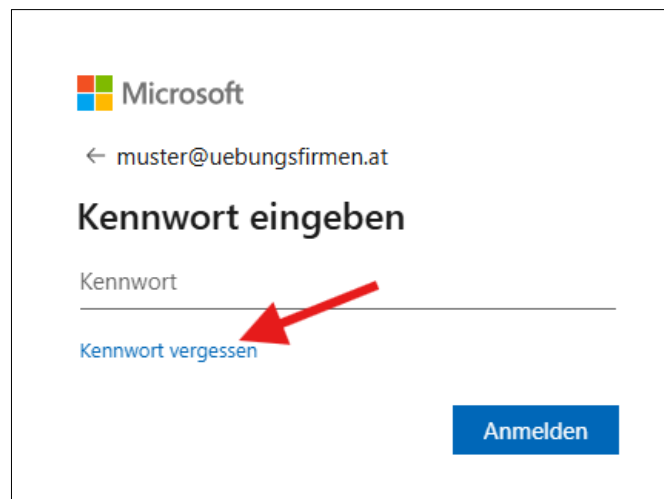 Microsoft
← muster@uebungsfirmen.at
Kennwort eingeben
Kennwort
Kennwort vergessen
Anmelden